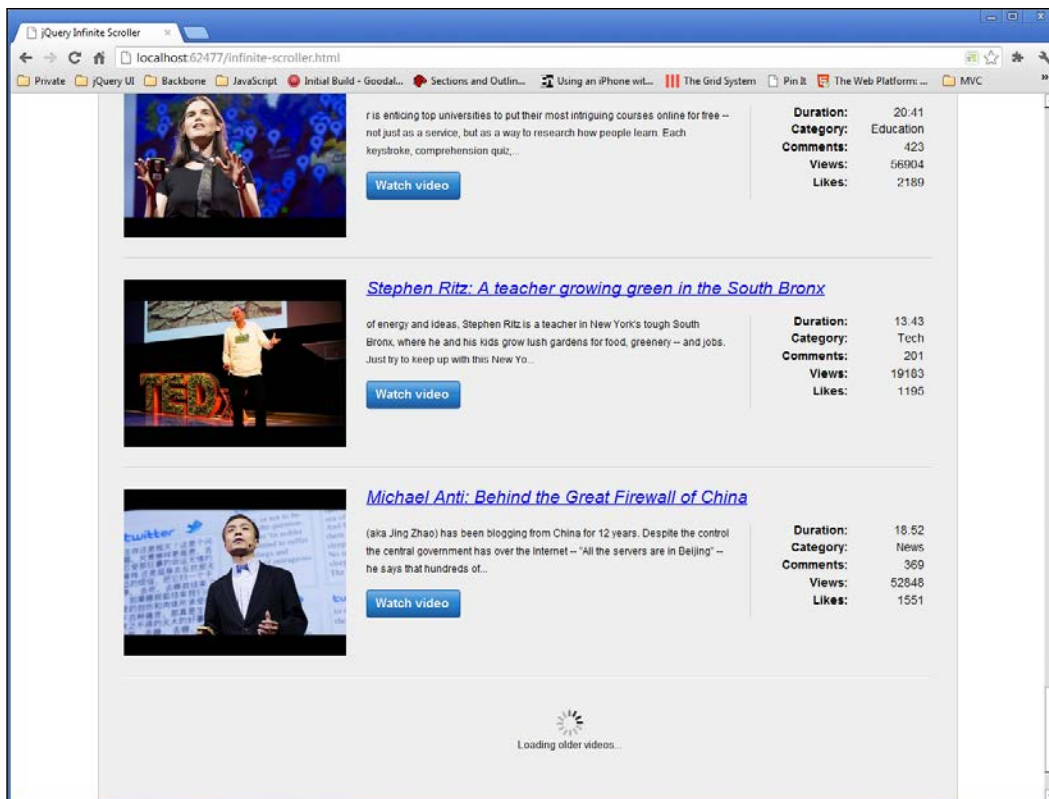 jQuery Infinite Scroller
localhost:62477/infinite-scroller.html
Private jQuery UI Backbone JavaScript Initial Build - Goodal... Sections and Outlin... Using an iPhone wit... The Grid System Pin It The Web Platform: ... MVC »
r is enticing top universities to put their most intriguing courses online for free --
not just as a service, but as a way to research how people learn. Each
keystroke, comprehension quiz,...
Watch video
Duration: 20:41
Category: Education
Comments: 423
Views: 56904
Likes: 2189
Stephen Ritz: A teacher growing green in the South Bronx
of energy and ideas, Stephen Ritz is a teacher in New York's tough South
Bronx, where he and his kids grow lush gardens for food, greenery -- and jobs.
Just try to keep up with this New Yo...
Watch video
Duration: 13:43
Category: Tech
Comments: 201
Views: 19183
Likes: 1195
TEDx
Michael Anti: Behind the Great Firewall of China
(aka Jing Zhao) has been blogging from China for 12 years. Despite the control
the central government has over the Internet -- "All the servers are in Beijing" --
he says that hundreds of...
Watch video
Duration: 18:52
Category: News
Comments: 369
Views: 52848
Likes: 1551
twitter
Loading older videos...